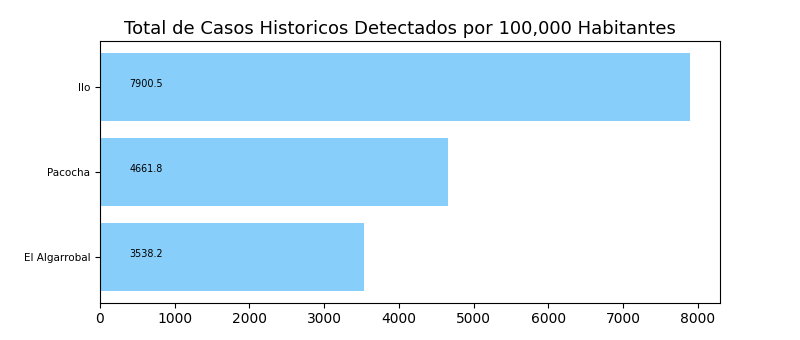 Total de Casos Historicos Detectados por 100,000 Habitantes
Ilo
7900.5
Pacocha
4661.8
El Algarrobal
3538.2
0 1000 2000 3000 4000 5000 6000 7000 8000